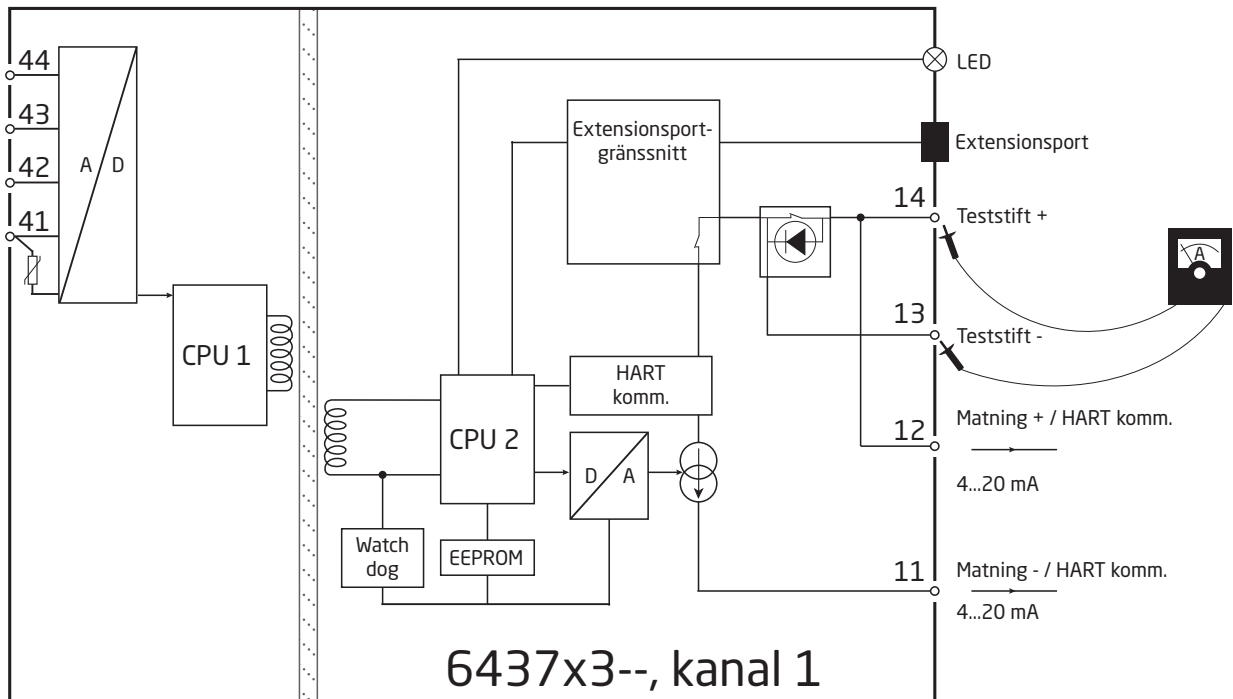 44
43
42
41
A
D
CPU 1
LED
Extensionsport-
gränssnitt
Extensionsport
14
Teststift +
A
13
Teststift -
HART
komm.
CPU 2
D
A
12
Matning + / HART komm.
4...20 mA
Watch
dog
EEPROM
11
Matning - / HART komm.
4...20 mA
6437x3--, kanal 1